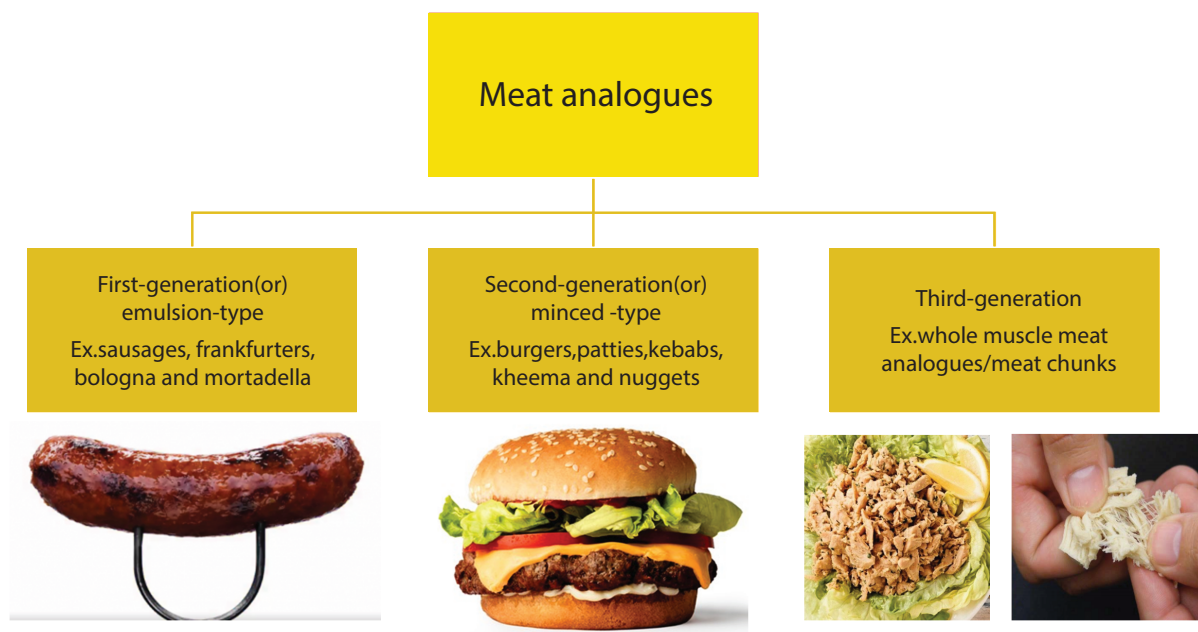 Meat analogues
First-generation(or)
emulsion-type
Ex.sausages, frankfurters,
bologna and mortadella
Second-generation(or)
minced -type
Ex.burgers,patties,kebabs,
kheema and nuggets
Third-generation
Ex.whole muscle meat
analogues/meat chunks